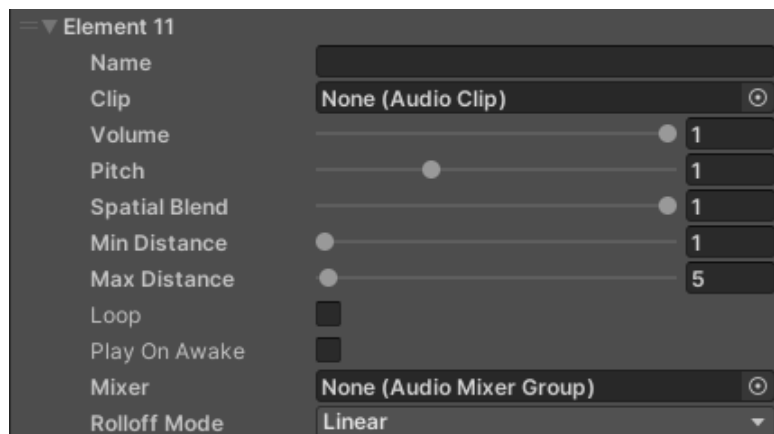 Element 11
Name
Clip None (Audio Clip)
Volume 1
Pitch 1
Spatial Blend 1
Min Distance 1
Max Distance 5
Loop
Play On Awake
Mixer None (Audio Mixer Group)
Rolloff Mode Linear